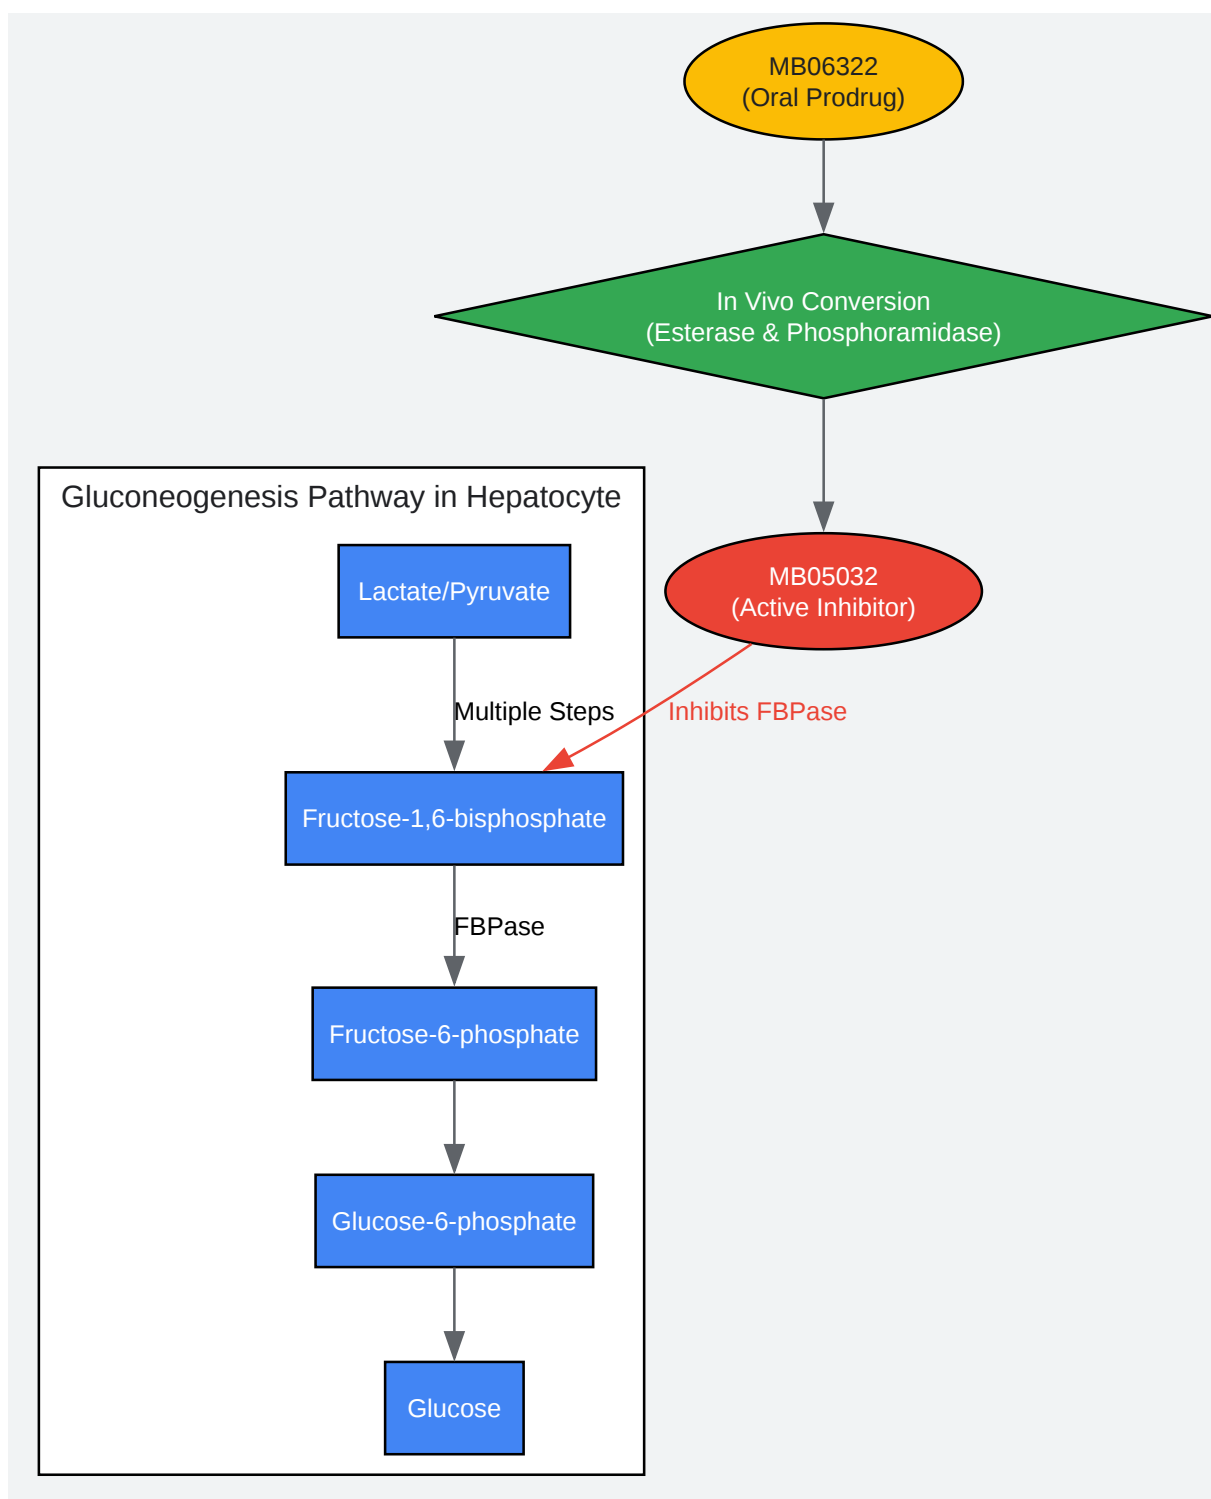 MB06322
(Oral Prodrug)
In Vivo Conversion
(Esterase & Phosphoramidase)
Gluconeogenesis Pathway in Hepatocyte
Lactate/Pyruvate
MB05032
(Active Inhibitor)
Multiple Steps
Inhibits FBPase
Fructose-1,6-bisphosphate
FBPase
Fructose-6-phosphate
Glucose-6-phosphate
Glucose